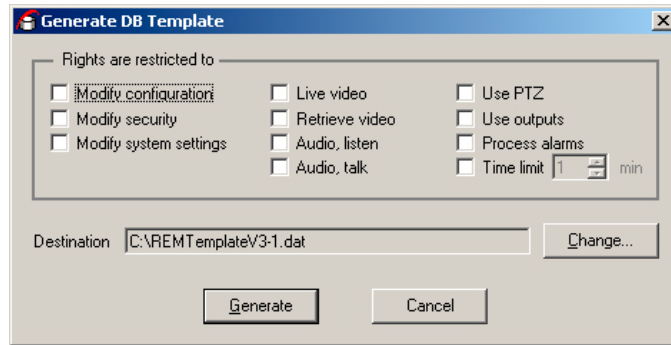 Generate DB Template
Rights are restricted to
Modify configuration Live video Use PTZ
Modify security Retrieve video Use outputs
Modify system settings Audio, listen Process alarms
Audio, talk Time limit 1 min
Destination C:\REMTemplateV3-1.dat Change...
Generate Cancel